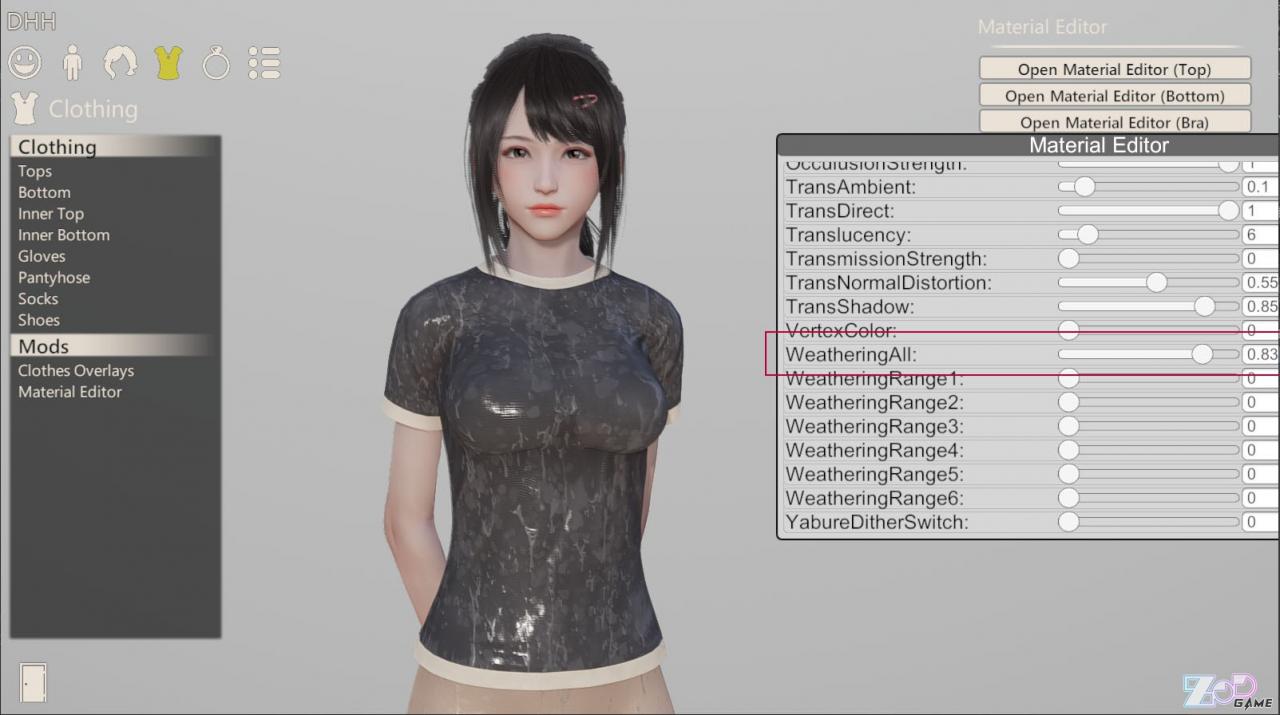 DHH
Clothing
Clothing
Tops
Bottom
Inner Top
Inner Bottom
Gloves
Pantyhose
Socks
Shoes
Mods
Clothes Overlays
Material Editor
Material Editor
Open Material Editor (Top)
Open Material Editor (Bottom)
Open Material Editor (Bra)
Material Editor
OcculusionStrength: 1
TransAmbient: 0.1
TransDirect: 1
Translucency: 6
TransmissionStrength: 0
TransNormalDistortion: 0.55
TransShadow: 0.85
VertexColor: 0
WeatheringAll: 0.83
WeatheringRange1: 0
WeatheringRange2: 0
WeatheringRange3: 0
WeatheringRange4: 0
WeatheringRange5: 0
WeatheringRange6: 0
YabureDitherSwitch: 0
ZOD
GAME